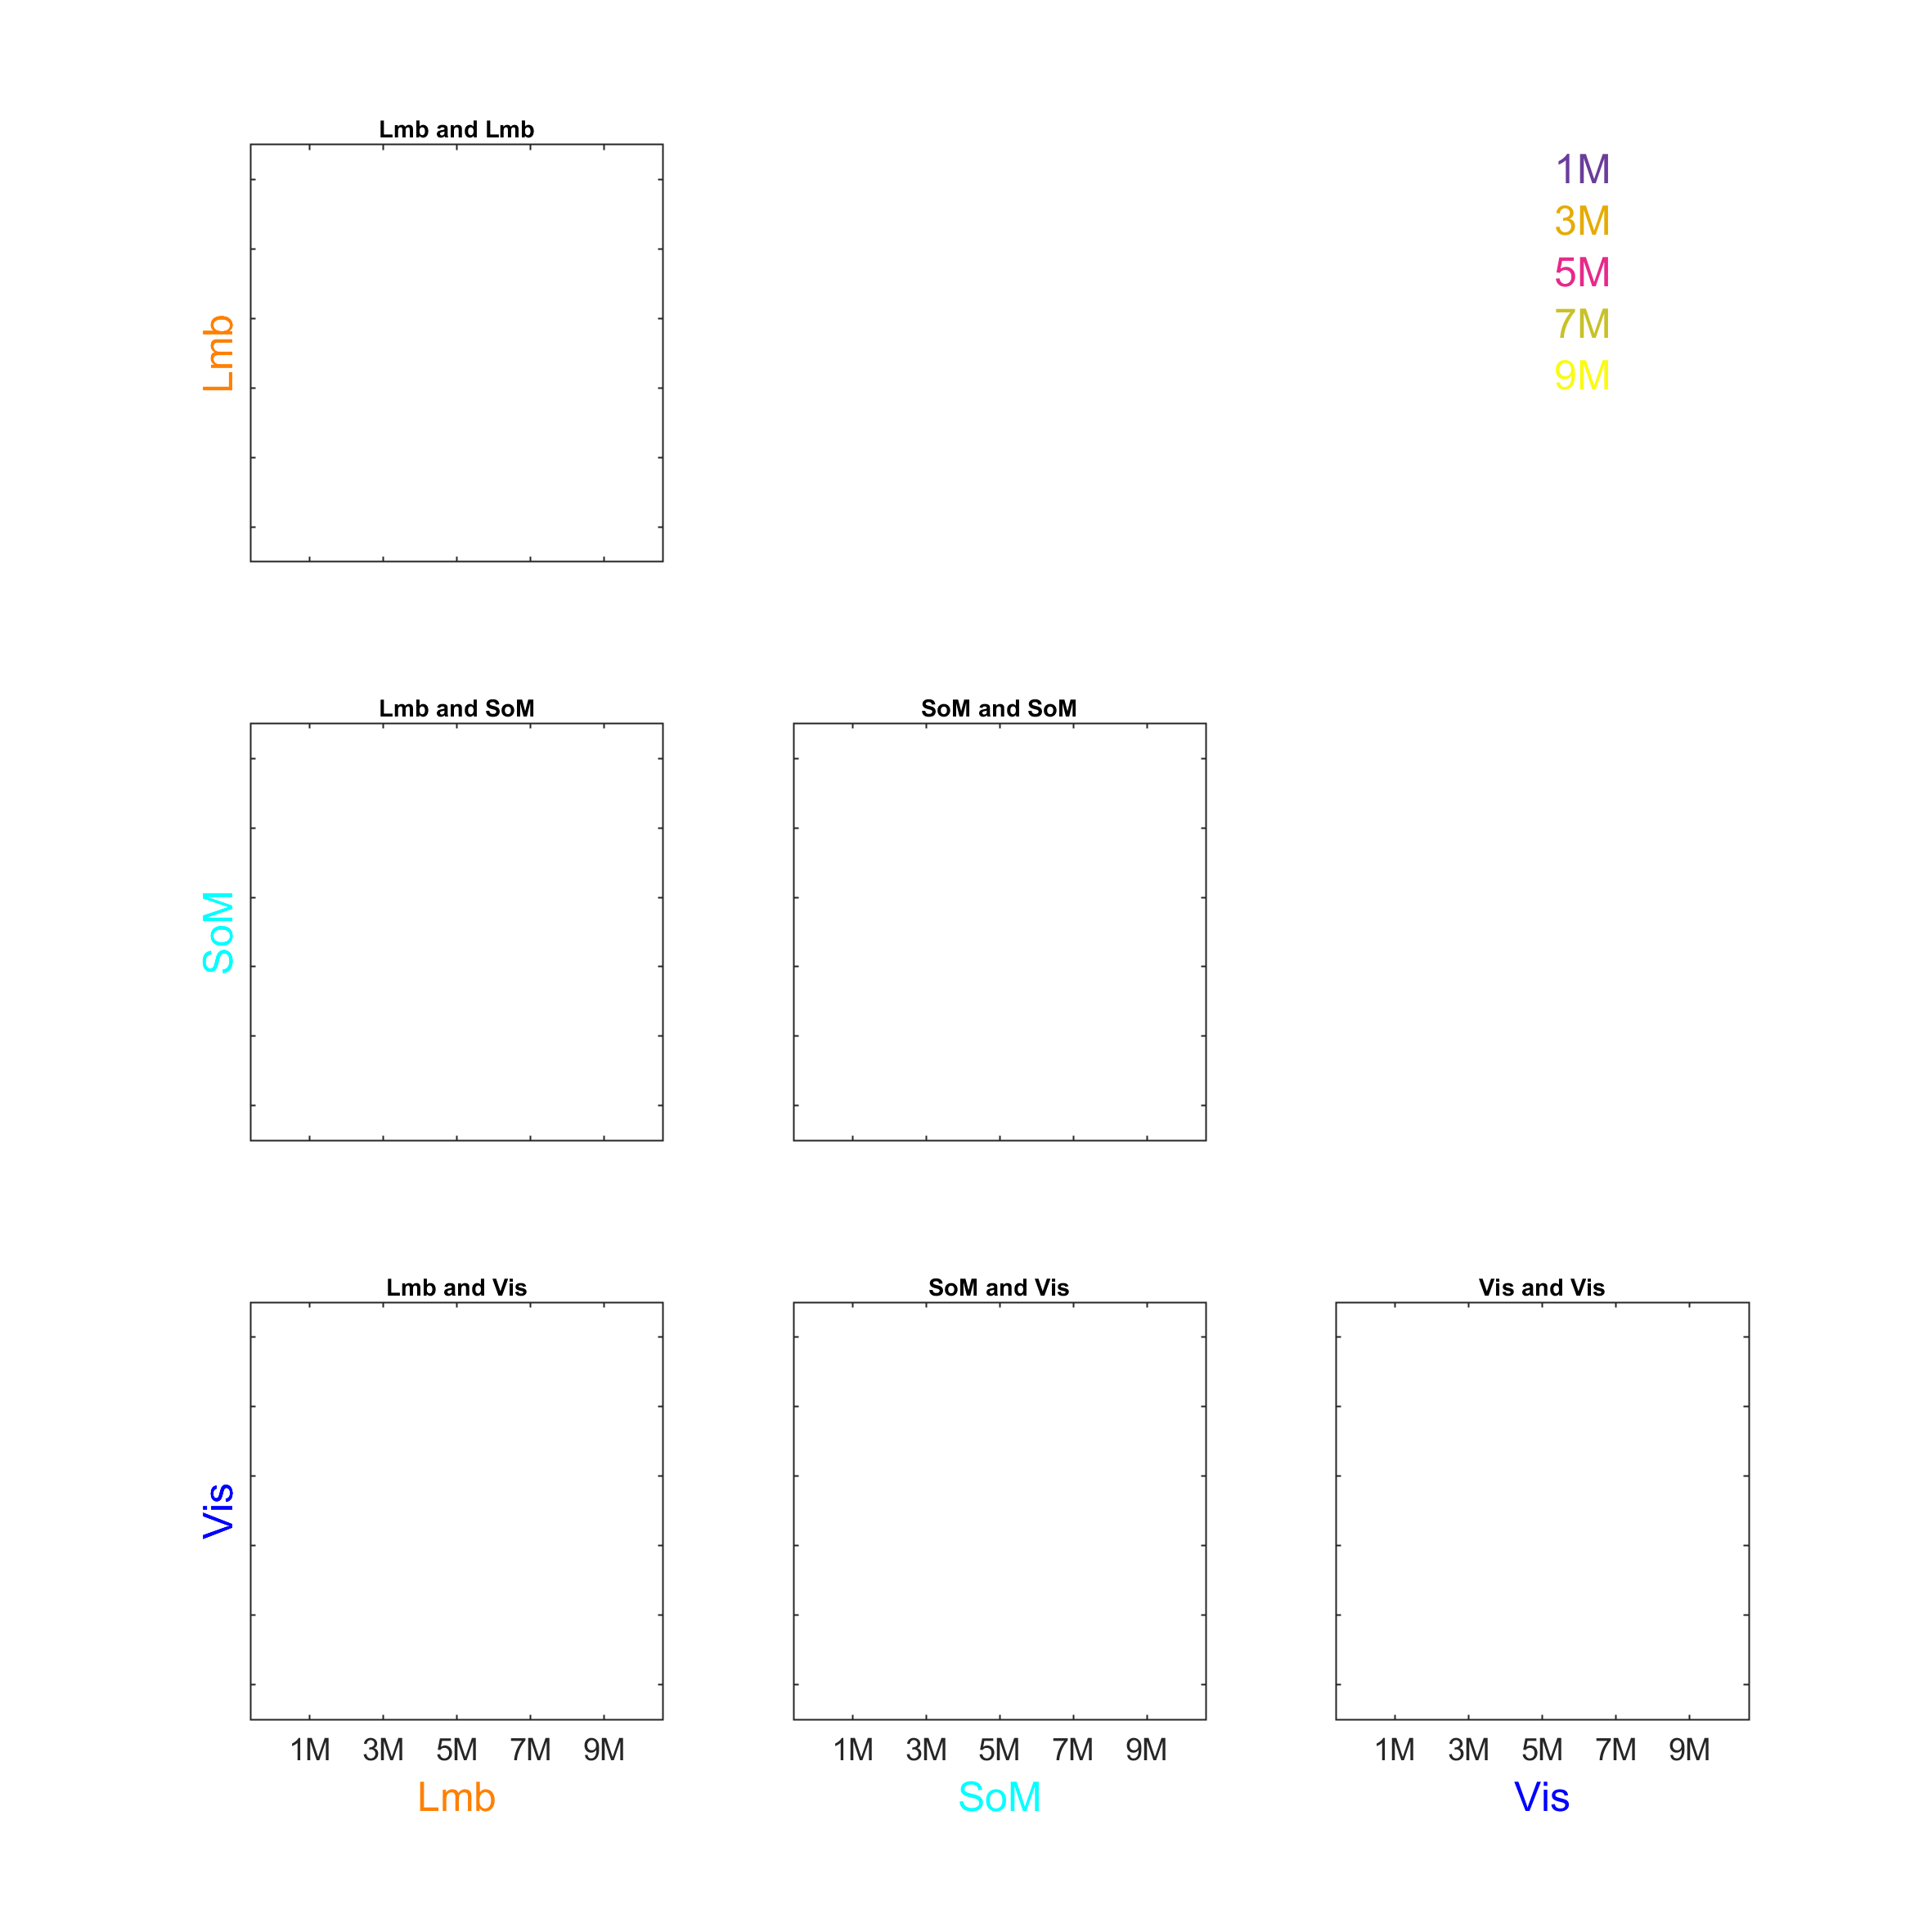 Lmb and Lmb
1M
3M
5M
7M
9M
Lmb
Lmb and SoM
SoM and SoM
SoM
Lmb and Vis
SoM and Vis
Vis and Vis
Vis
1M 3M 5M 7M 9M
1M 3M 5M 7M 9M
1M 3M 5M 7M 9M
Lmb
SoM
Vis